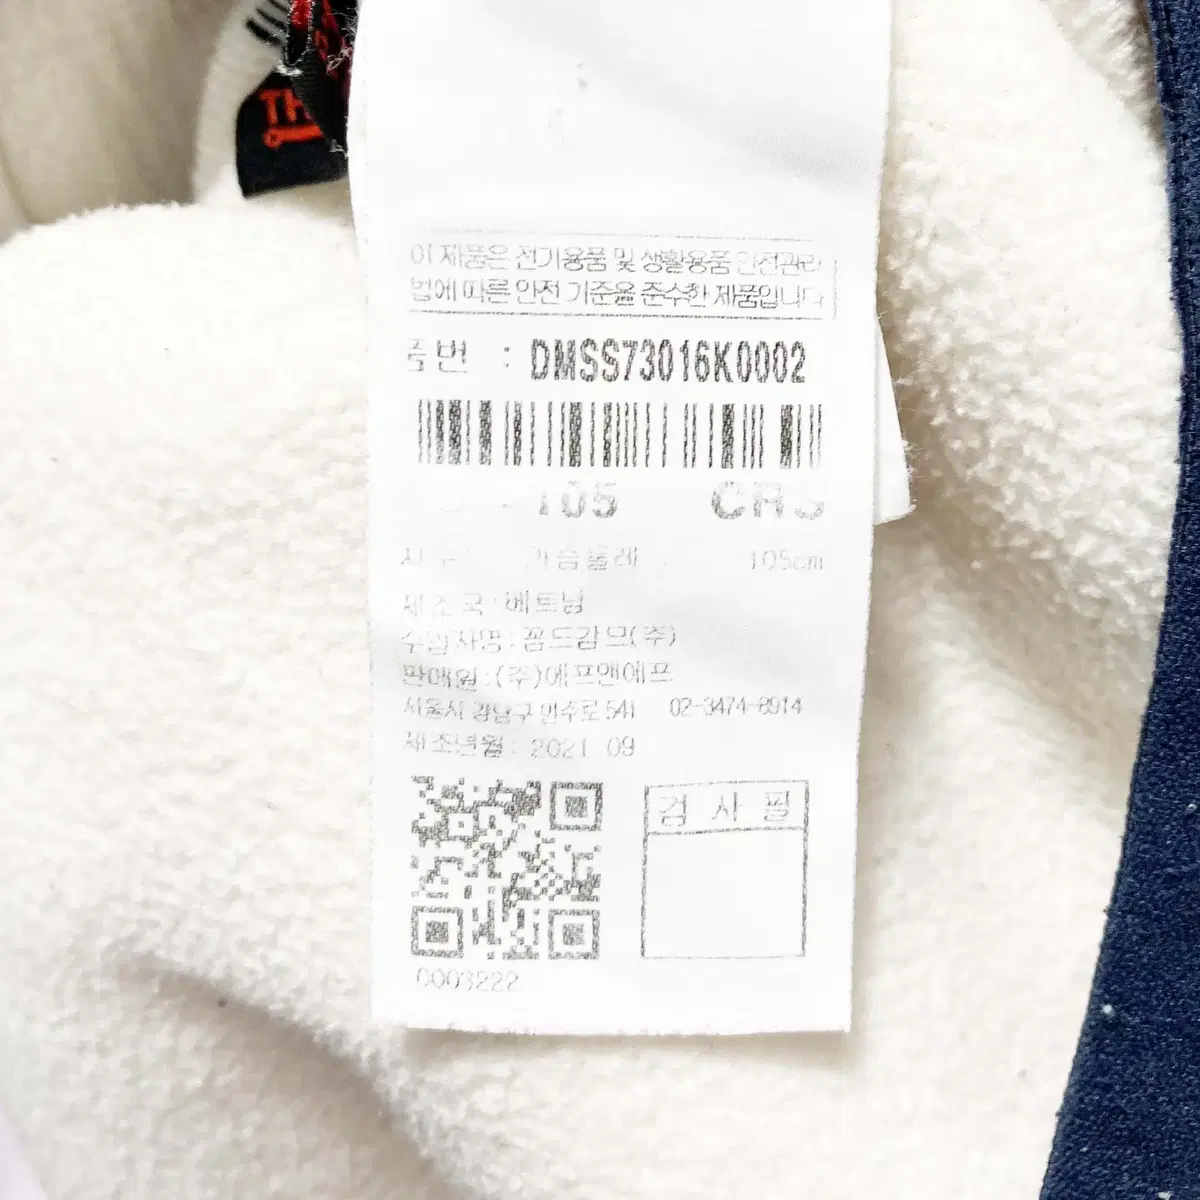 TH
이 제품은 전기용품 및 생활용품 안전관리
법에 따른 안전 기준을 준수한 제품입니다
품번 : DMSS73016K0002
105 CRS
가슴둘레 105cm
제조국 : 베트남
수입자명 : 꼼드감므(주)
판매원 : (주)에프앤에프
서울시 강남구 언주로 541 02-3474-8914
제조년월 : 2021 09
검 사 필
0003222